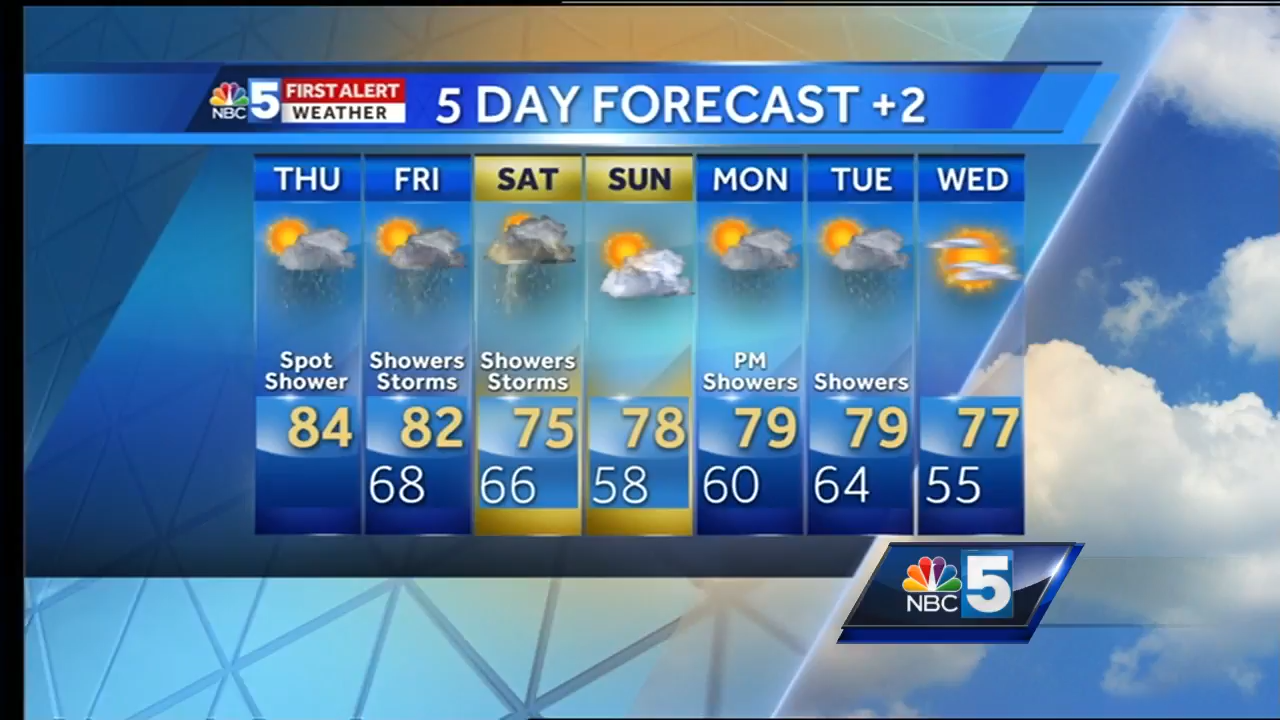 NBC 5 FIRST ALERT
WEATHER
5 DAY FORECAST +2
THU FRI SAT SUN MON TUE WED
Spot Showers Showers PM
Shower Storms Storms Showers Showers
84 82 75 78 79 79 77
68 66 58 60 64 55
NBC 5